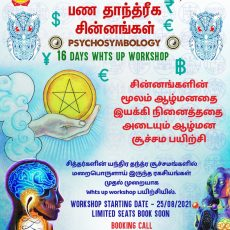 பண தாந்த்ரீக
சின்னங்கள்
PSYCHOSYMBOLOGY
16 DAYS WHTS UP WORKSHOP
சின்னங்களின்
மூலம் ஆழ்மனதை
இயக்கி நினைத்ததை
அடையும் ஆழ்மன
சூச்சம பயிற்சி
சித்தர்களின் யந்திர தந்திர சூச்சமங்களில்
மறைபொருளாய் இருந்த ரகசியங்கள்
முதல் முறையாக
Whts up workshop பயிற்சியில்.
WORKSHOP STARTING DATE - 25/08/2021
LIMITED SEATS BOOK SOON
BOOKING CALL